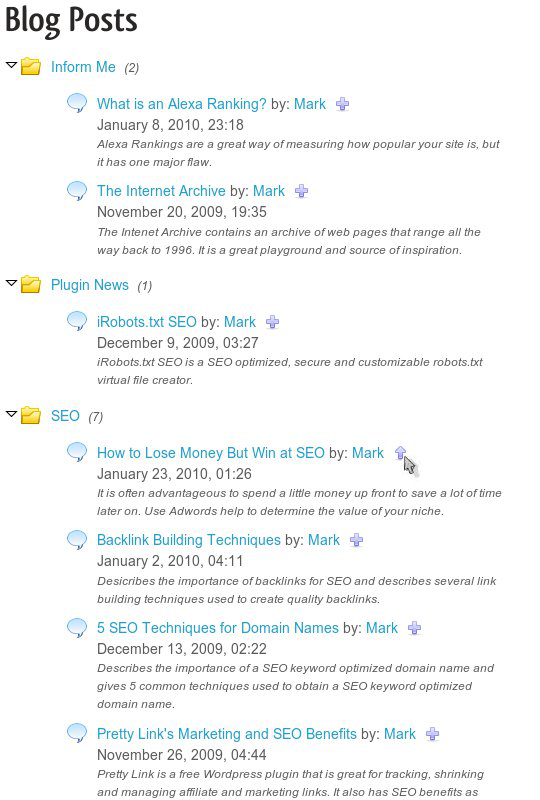 Blog Posts
Inform Me (2)
What is an Alexa Ranking? by: Mark
January 8, 2010, 23:18
Alexa Rankings are a great way of measuring how popular your site is, but
it has one major flaw.
The Internet Archive by: Mark
November 20, 2009, 19:35
The Intenet Archive contains an archive of web pages that range all the
way back to 1996. It is a great playground and source of inspiration.
Plugin News (1)
iRobots.txt SEO by: Mark
December 9, 2009, 03:27
iRobots.txt SEO is a SEO optimized, secure and customizable robots.txt
virtual file creator.
SEO (7)
How to Lose Money But Win at SEO by: Mark
January 23, 2010, 01:26
It is often advantageous to spend a little money up front to save a lot of time
later on. Use Adwords help to determine the value of your niche.
Backlink Building Techniques by: Mark
January 2, 2010, 04:11
Desicribes the importance of backlinks for SEO and describes several link
building techniques used to create quality backlinks.
5 SEO Techniques for Domain Names by: Mark
December 13, 2009, 02:22
Describes the importance of a SEO keyword optimized domain name and
gives 5 common techniques used to obtain a SEO keyword optimized
domain name.
Pretty Link's Marketing and SEO Benefits by: Mark
November 26, 2009, 04:44
Pretty Link is a free Wordpress plugin that is great for tracking, shrinking
and managing affiliate and marketing links. It also has SEO benefits as